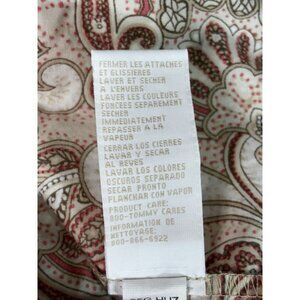 FERMER LES ATTACHES
ET GLISSIERES
LAVER ET SECHER
A L'ENVERS
LAVER LES COULEURS
FONCEES SEPAREMENT
SECHER
IMMEDIATEMENT
REPASSER A LA
VAPEUR
CERRAR LOS CIERRES
LAVAR Y SECAR
AL REVES
LAVAR LOS COLORES
OSCUROS SEPARADO
SECAR PRONTO
PLANCHAR CON VAPOR
PRODUCT CARE:
800-TOMMY CARES
INFORMATION DE
NETTOYAGE:
800-866-6922